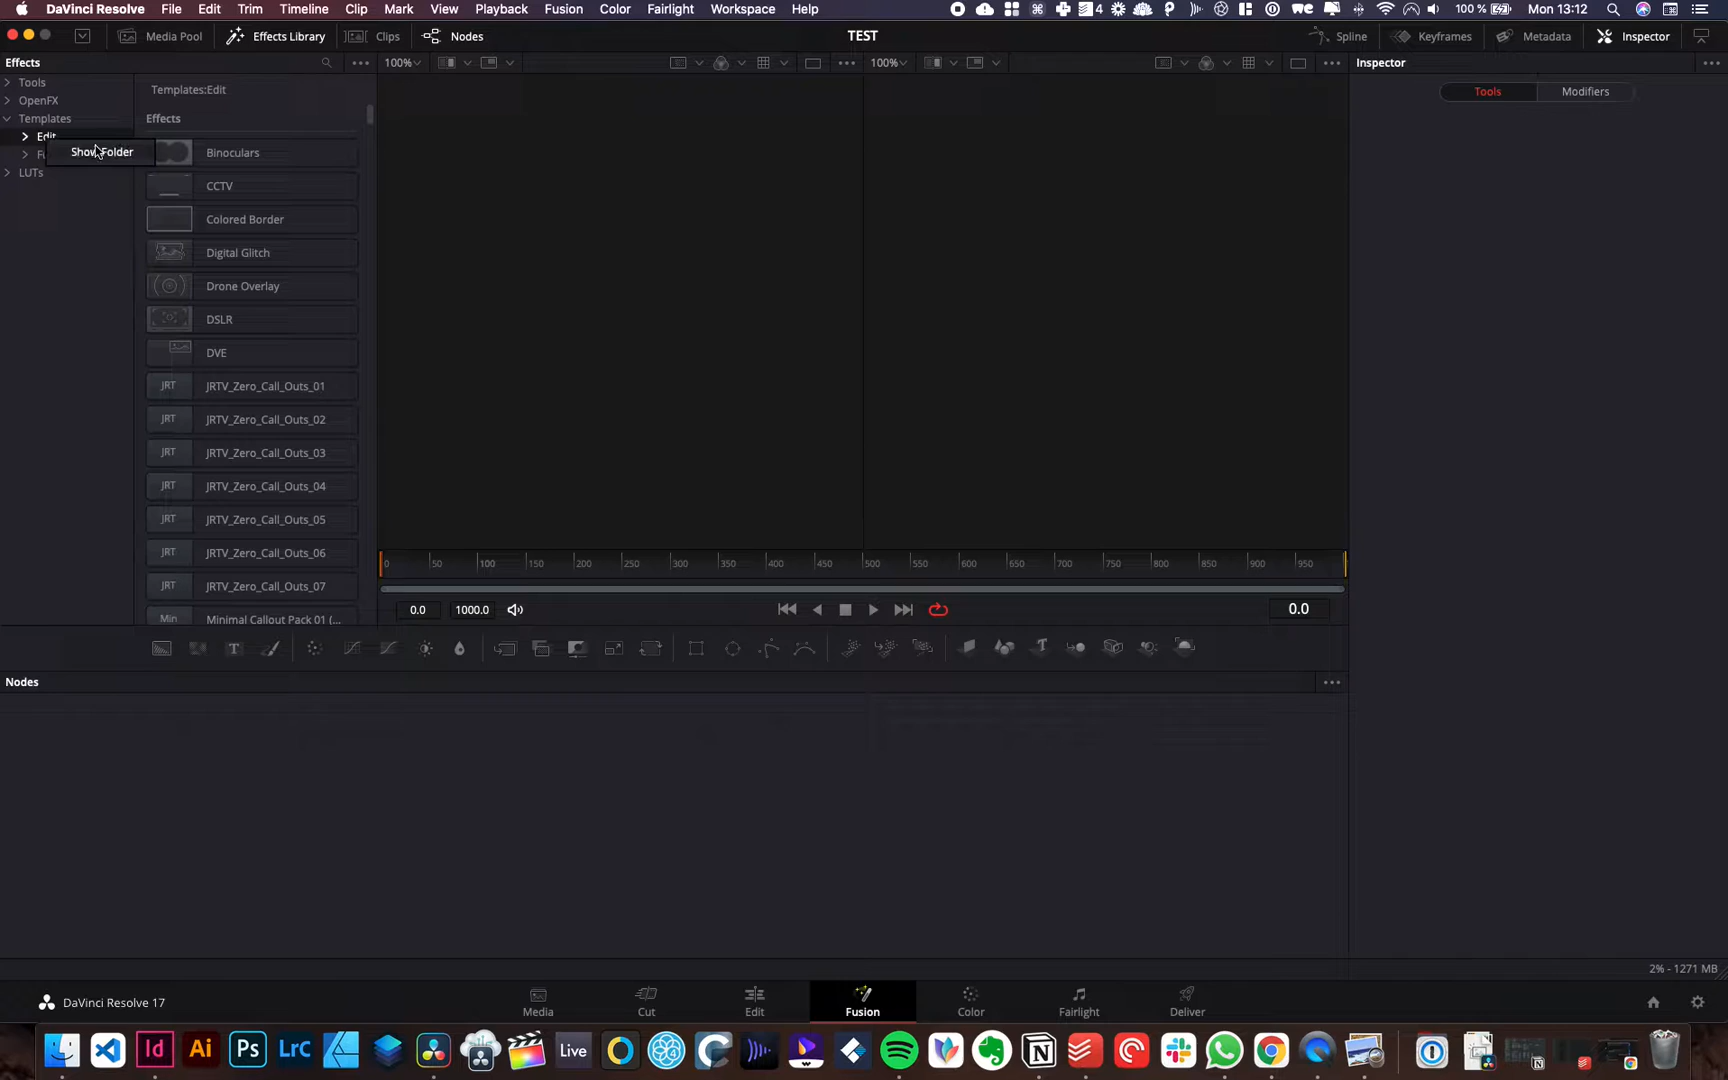 DaVinci Resolve File Edit Trim Timeline Clip Mark View Playback Fusion Color Fairlight Workspace Help 4 100 % Mon 13:12
Media Pool Effects Library Clips Nodes TEST Spline Keyframes Metadata Inspector
Effects 100% 100% Inspector
Tools
OpenFX
Templates
Edit
Show Folder
LUTs
Templates:Edit
Effects
Binoculars
CCTV
Colored Border
Digital Glitch
Drone Overlay
DSLR
DVE
JRT JRTV_Zero_Call_Outs_01
JRT JRTV_Zero_Call_Outs_02
JRT JRTV_Zero_Call_Outs_03
JRT JRTV_Zero_Call_Outs_04
JRT JRTV_Zero_Call_Outs_05
JRT JRTV_Zero_Call_Outs_06
JRT JRTV_Zero_Call_Outs_07
Min Minimal Callout Pack 01 (...
Tools Modifiers
0 50 100 150 200 250 300 350 400 450 500 550 600 650 700 750 800 850 900 950
0.0 1000.0 0.0
T T
Nodes
2% - 1271 MB
DaVinci Resolve 17
Media Cut Edit Fusion Color Fairlight Deliver
Id Ai Ps LrC Live